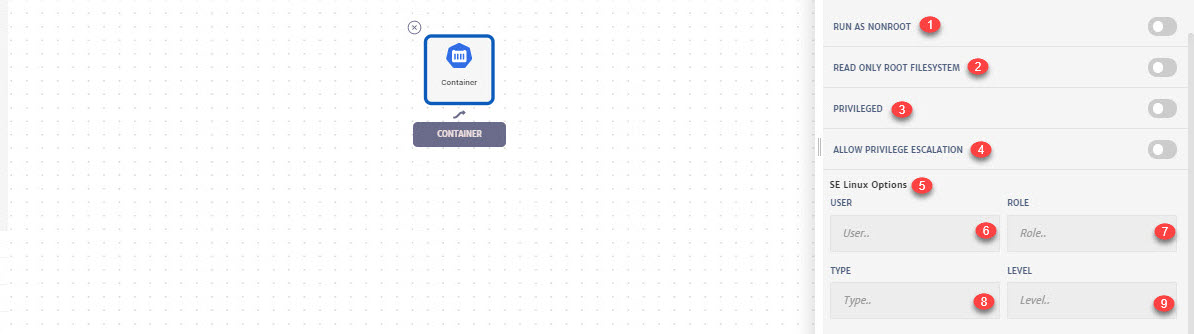 Container
CONTAINER
RUN AS NONROOT 1
READ ONLY ROOT FILESYSTEM 2
PRIVILEGED 3
ALLOW PRIVILEGE ESCALATION 4
SE Linux Options 5
USER ROLE
User.. 6 Role.. 7
TYPE LEVEL
Type.. 8 Level.. 9